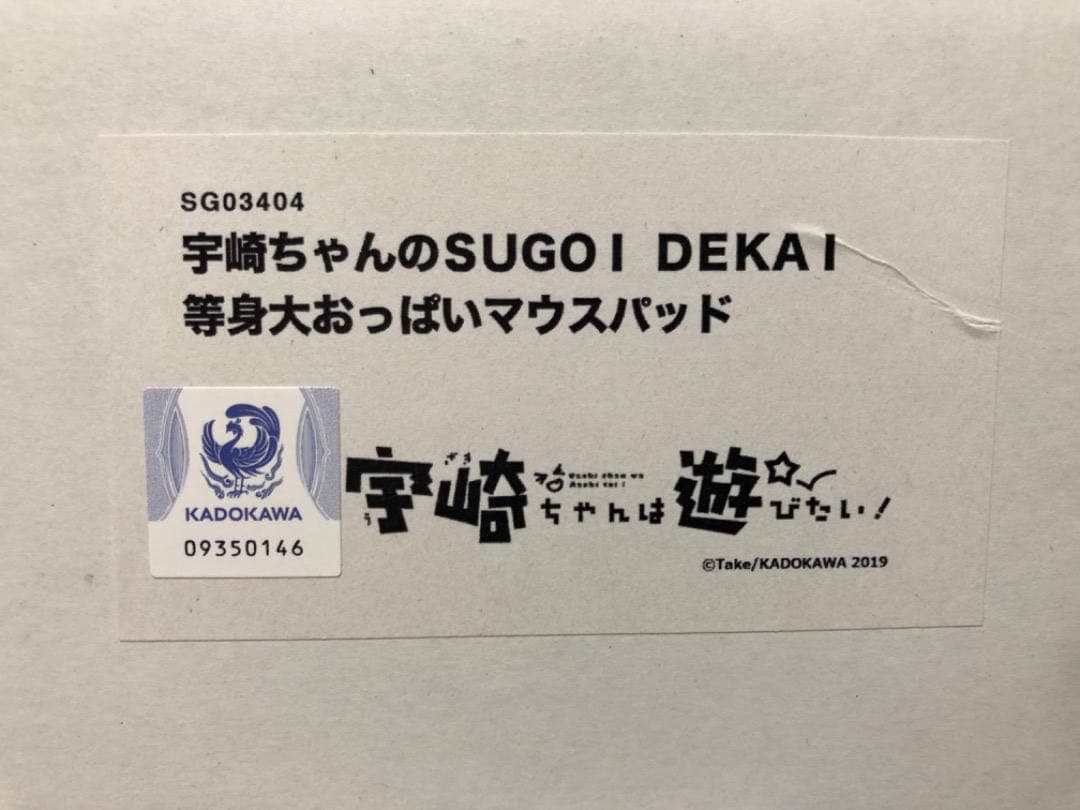 SG03404
宇崎ちゃんのSUGOI DEKAI
等身大おっぱいマウスパッド
KADOKAWA
09350146
宇崎ちゃんは遊びたい!
©Take/KADOKAWA 2019